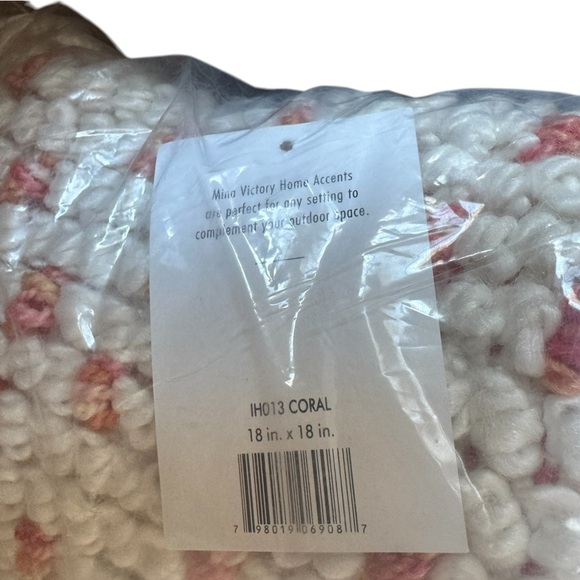 Mina Victory Home Accents
are perfect for any setting to
complement your outdoor space.
IH013 CORAL
18 in. x 18 in.
7 98019 06908 7